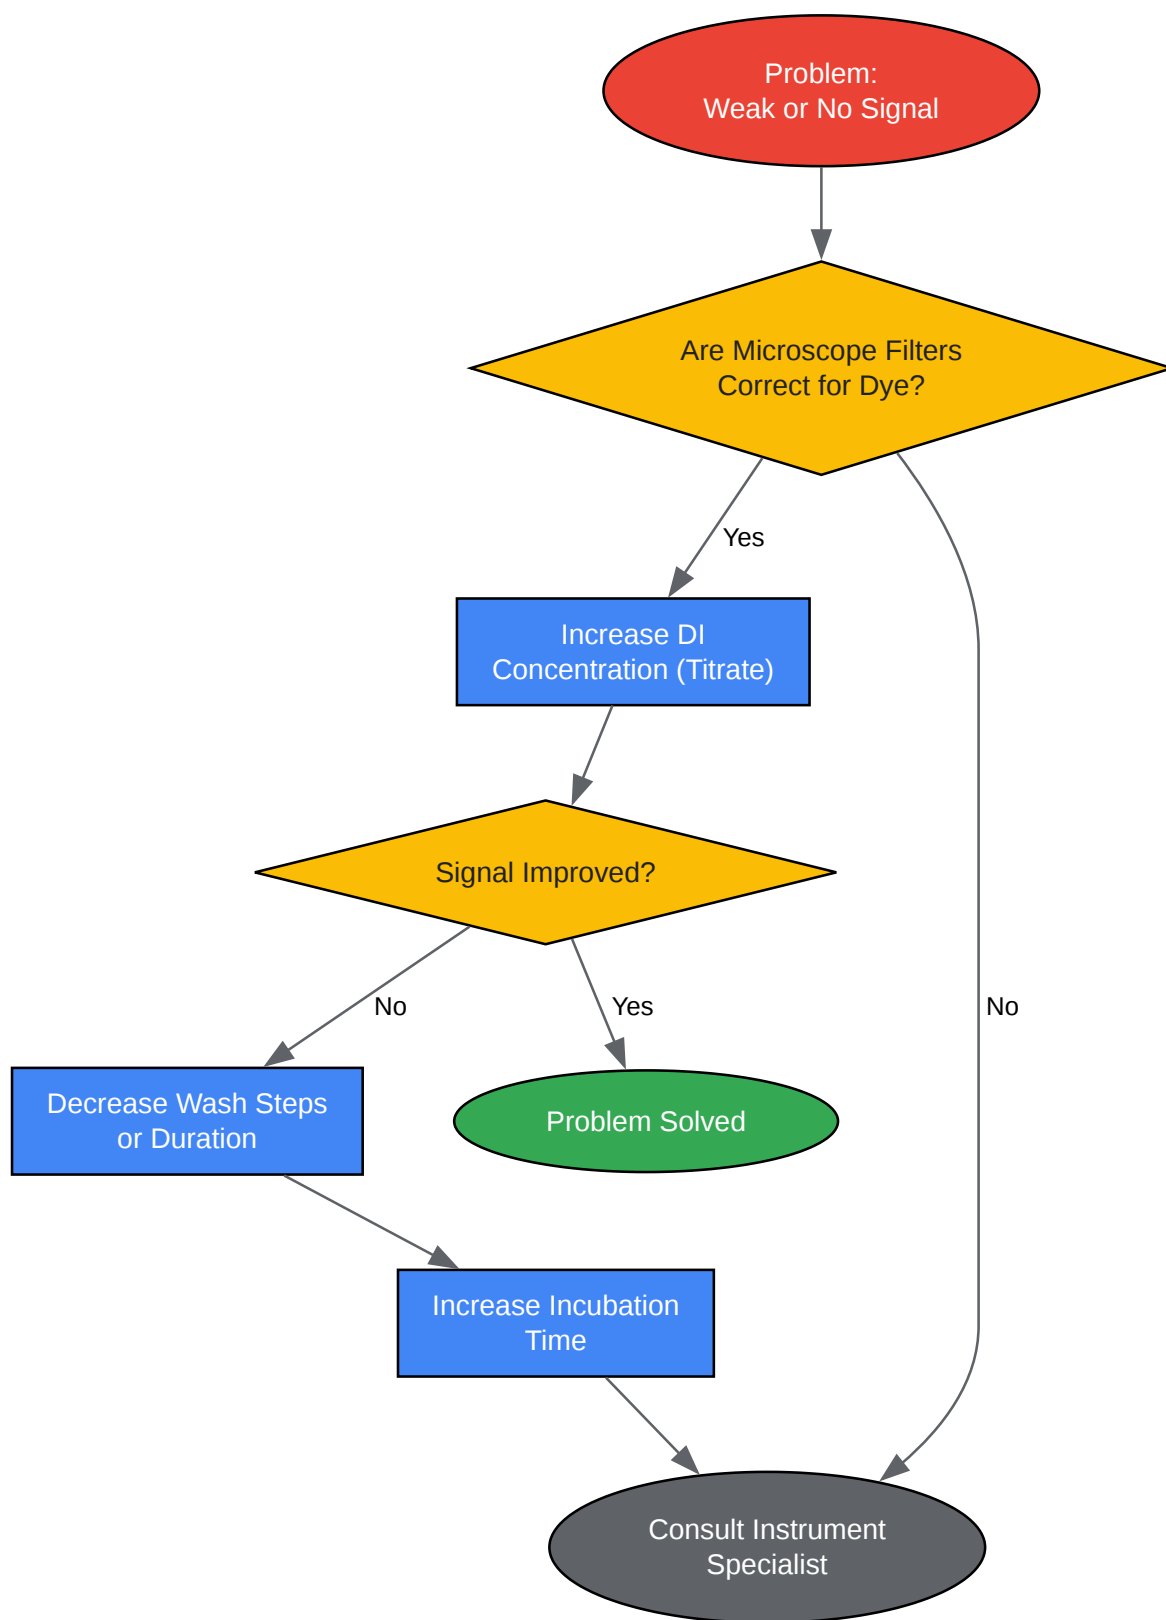 Problem:
Weak or No Signal
Are Microscope Filters
Correct for Dye?
Yes
Increase DI
Concentration (Titrate)
Signal Improved?
No
Yes
No
Decrease Wash Steps
or Duration
Problem Solved
Increase Incubation
Time
Consult Instrument
Specialist